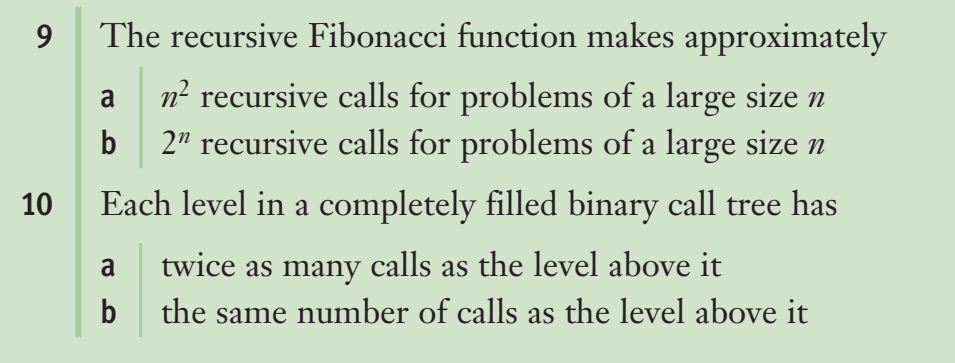 9 The recursive Fibonacci function makes approximately
a n² recursive calls for problems of a large size n
b 2ⁿ recursive calls for problems of a large size n
10 Each level in a completely filled binary call tree has
a twice as many calls as the level above it
b the same number of calls as the level above it